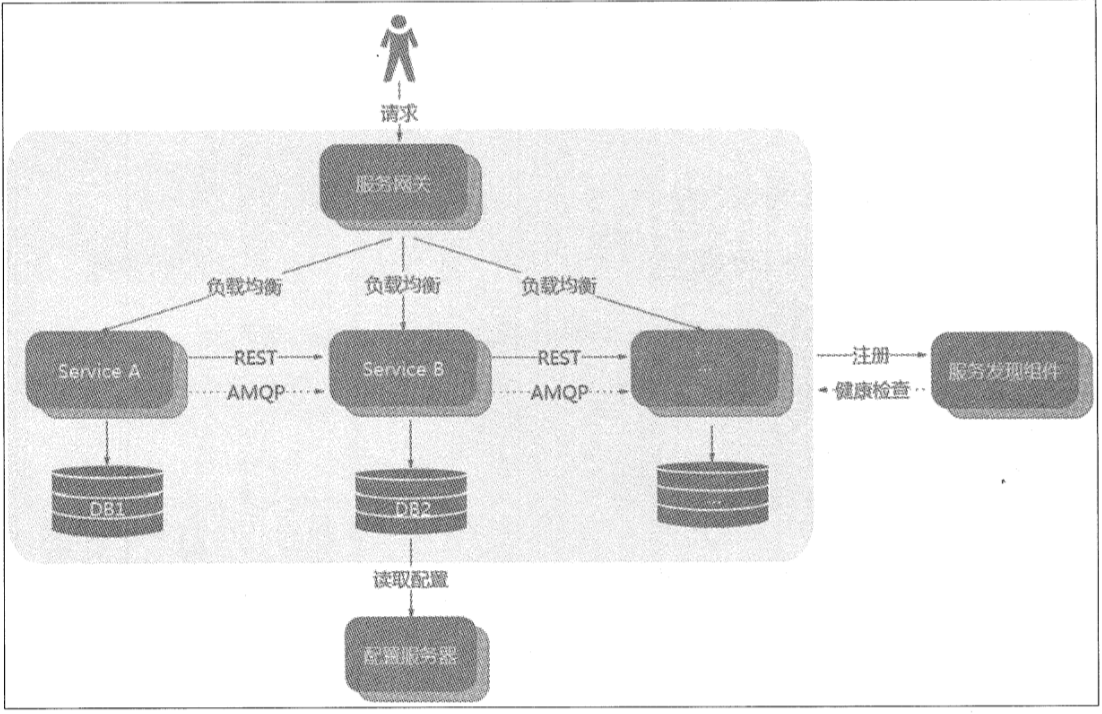 请求
服务网关
负载均衡
负载均衡
负载均衡
Service A
REST
AMQP
Service B
REST
AMQP
...
注册
健康检查
服务发现组件
DB1
DB2
...
读取配置
配置服务器